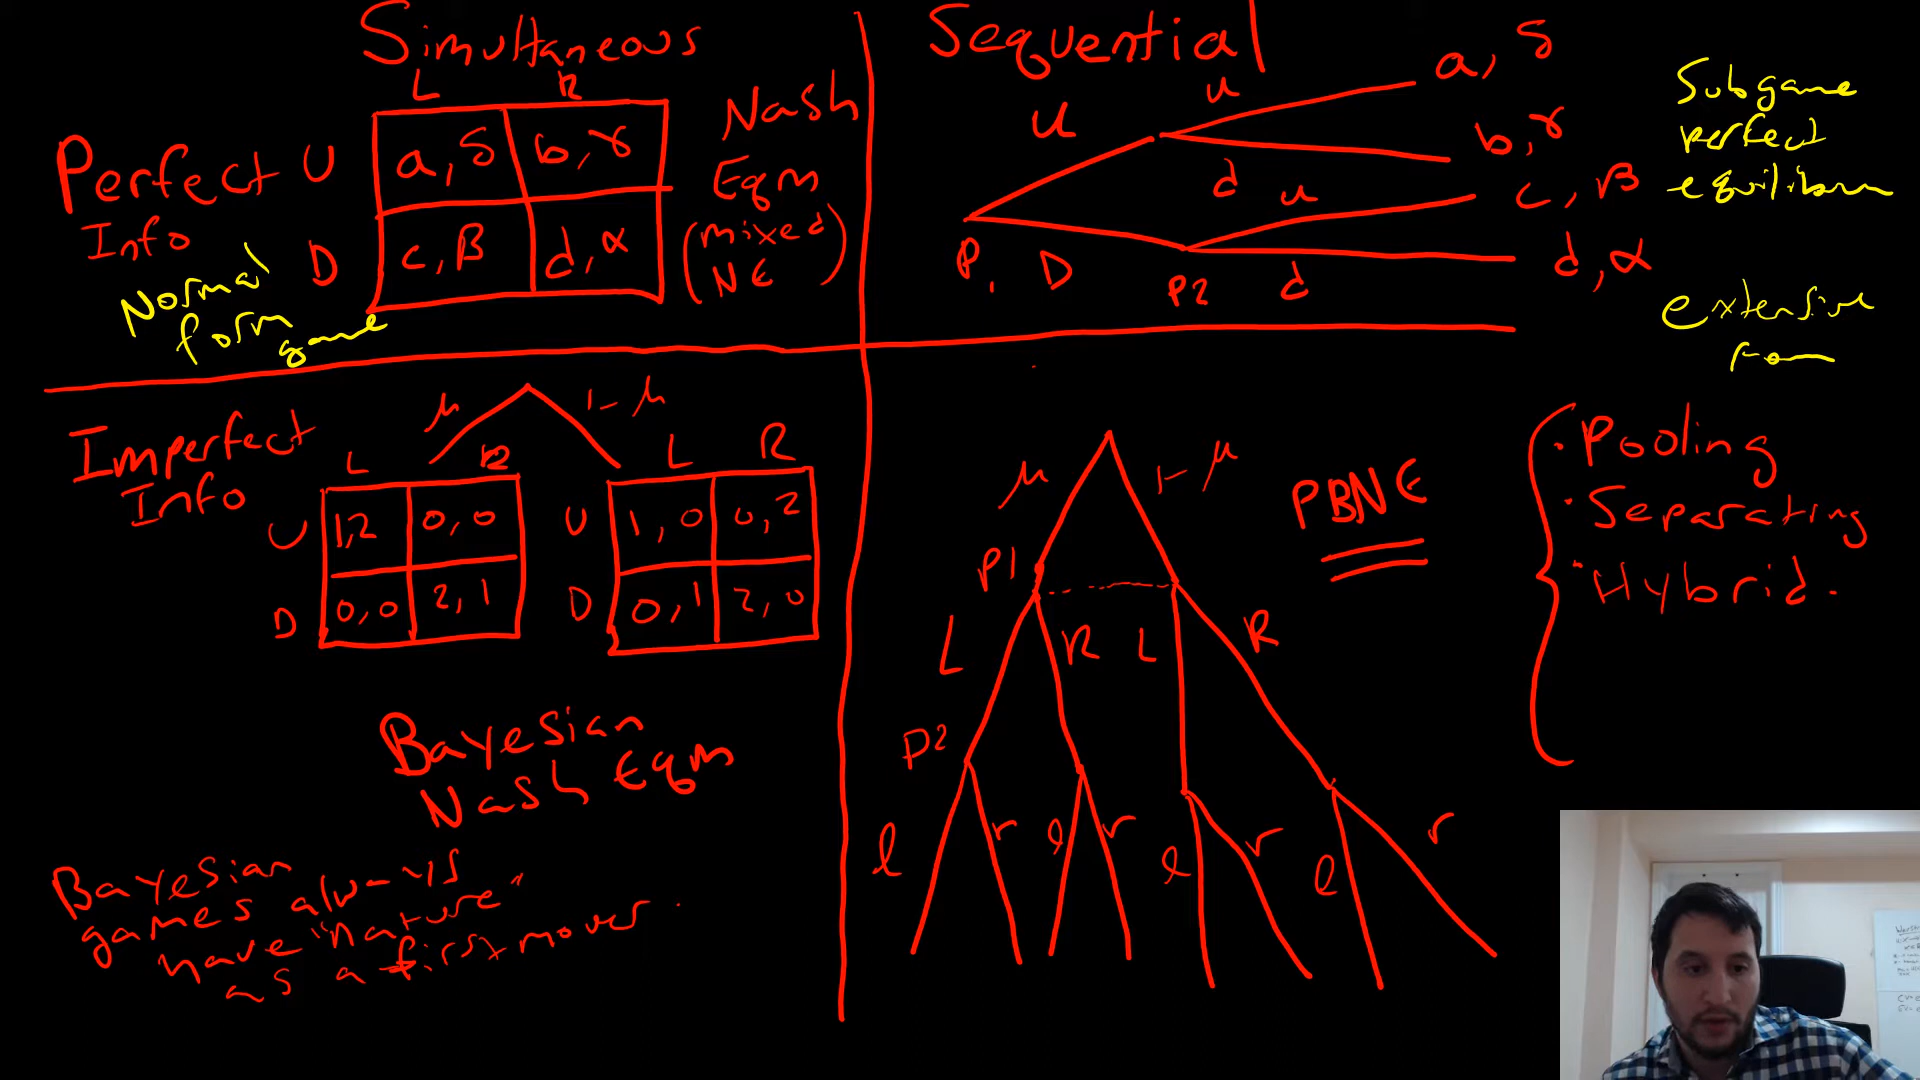 Simultaneous
L R
Perfect
Info
U
D
a, δ
b, γ
c, β
d, α
Nash
Eqm
(mixed
NE)
Normal
form
game
Sequential
U
D
P1
P2
u
d
u
d
a, δ
b, γ
c, β
d, α
Subgame
perfect
equilibrium
extensive
form
Imperfect
Info
μ 1-μ
L R
U
D
1,2
0,0
0,0
2,1
L R
U
D
1,0
0,2
0,1
2,0
Bayesian
Nash Eqm
Bayesian
games always
have "nature"
as a first mover.
μ 1-μ
P1
L R L R
P2
l r l r l r l r
PBNE
· Pooling
· Separating
· Hybrid.